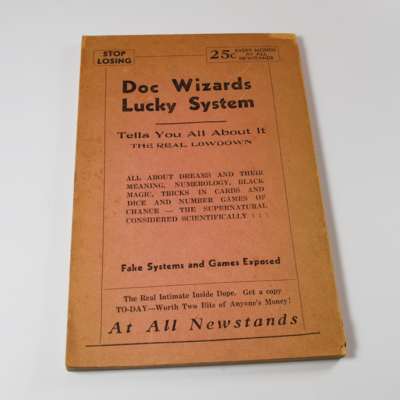 STOP
LOSING
25c EVERY MONTH
AT ALL
NEWSTANDS
Doc Wizards
Lucky System
Tells You All About It
THE REAL LOWDOWN
ALL ABOUT DREAMS AND THEIR
MEANING, NUMEROLOGY, BLACK
MAGIC, TRICKS IN CARDS AND
DICE AND NUMBER GAMES OF
CHANCE — THE SUPERNATURAL
CONSIDERED SCIENTIFICALLY : : :
Fake Systems and Games Exposed
The Real Intimate Inside Dope. Get a copy
TO-DAY—Worth Two Bits of Anyone's Money!
At All Newstands